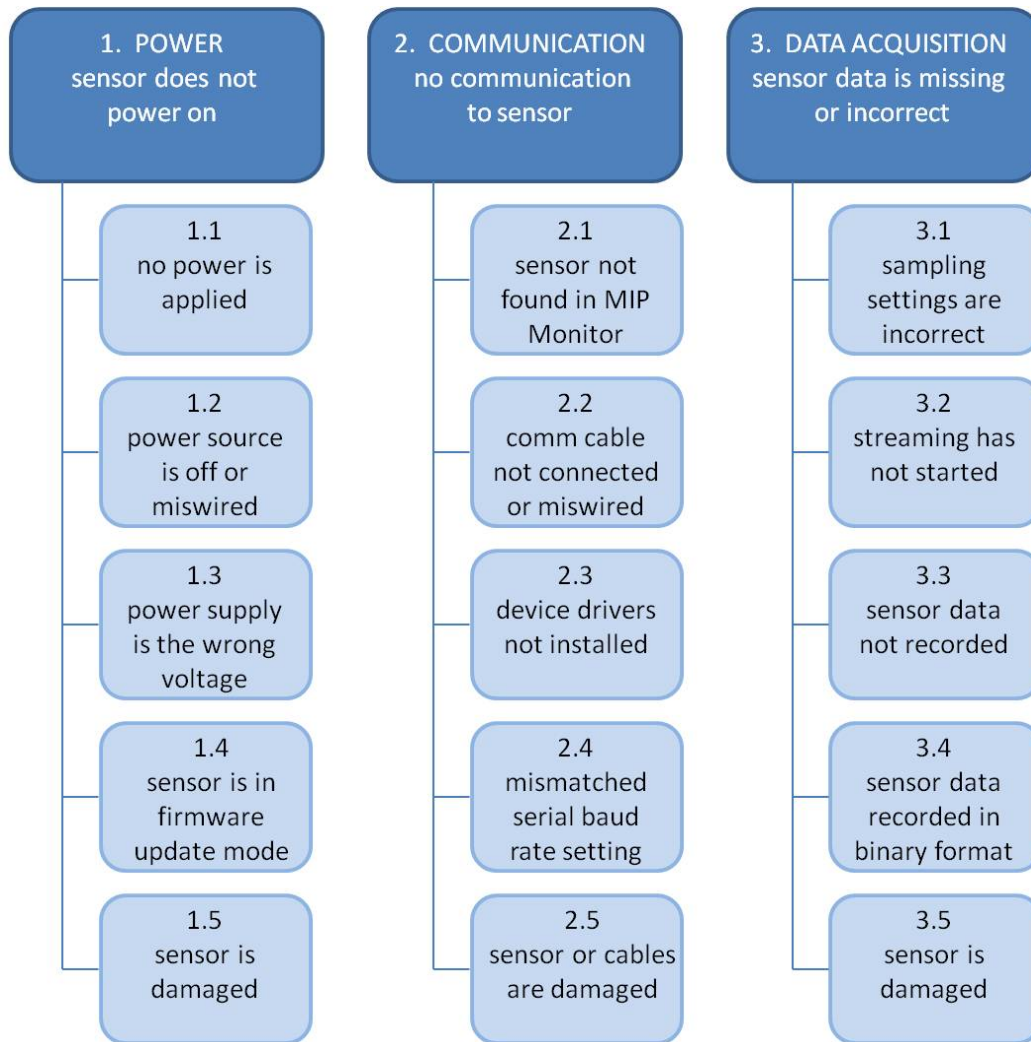 1. POWER
sensor does not
power on
1.1
no power is
applied
1.2
power source
is off or
miswired
1.3
power supply
is the wrong
voltage
1.4
sensor is in
firmware
update mode
1.5
sensor is
damaged
2. COMMUNICATION
no communication
to sensor
2.1
sensor not
found in MIP
Monitor
2.2
comm cable
not connected
or miswired
2.3
device drivers
not installed
2.4
mismatched
serial baud
rate setting
2.5
sensor or cables
are damaged
3. DATA ACQUISITION
sensor data is missing
or incorrect
3.1
sampling
settings are
incorrect
3.2
streaming has
not started
3.3
sensor data
not recorded
3.4
sensor data
recorded in
binary format
3.5
sensor is
damaged